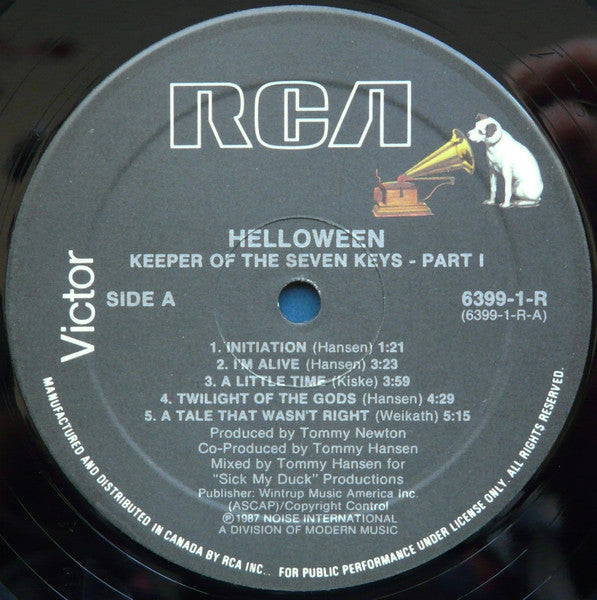 RCA
Victor
HELLOWEEN
KEEPER OF THE SEVEN KEYS - PART I
SIDE A
6399-1-R
(6399-1-R-A)
1. INITIATION (Hansen) 1:21
2. I'M ALIVE (Hansen) 3:23
3. A LITTLE TIME (Kiske) 3:59
4. TWILIGHT OF THE GODS (Hansen) 4:29
5. A TALE THAT WASN'T RIGHT (Weikath) 5:15
Produced by Tommy Newton
Co-Produced by Tommy Hansen
Mixed by Tommy Hansen for
"Sick My Duck" Productions
Publisher: Wintrup Music America Inc.
(ASCAP)/Copyright Control
℗1987 NOISE INTERNATIONAL
A DIVISION OF MODERN MUSIC
MANUFACTURED AND DISTRIBUTED IN CANADA BY RCA INC.. FOR PUBLIC PERFORMANCE UNDER LICENSE ONLY. ALL RIGHTS RESERVED.